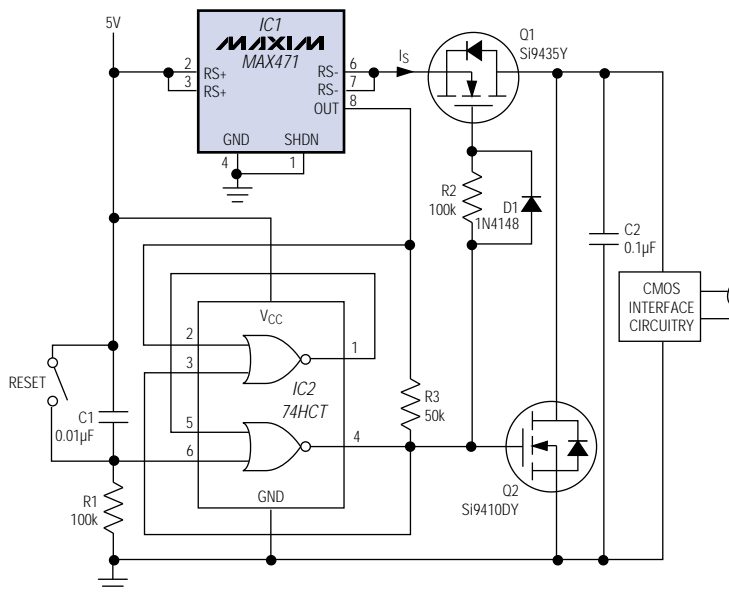 5V
IC1
MAXIM
MAX471
2
RS+
3
RS+
RS-
6
RS-
7
OUT
8
GND
SHDN
4
1
IS
Q1
Si9435Y
R2
100k
D1
1N4148
C2
0.1µF
CMOS
INTERFACE
CIRCUITRY
VCC
2
3
1
IC2
74HCT
5
6
4
GND
RESET
C1
0.01µF
R1
100k
R3
50k
Q2
Si9410DY